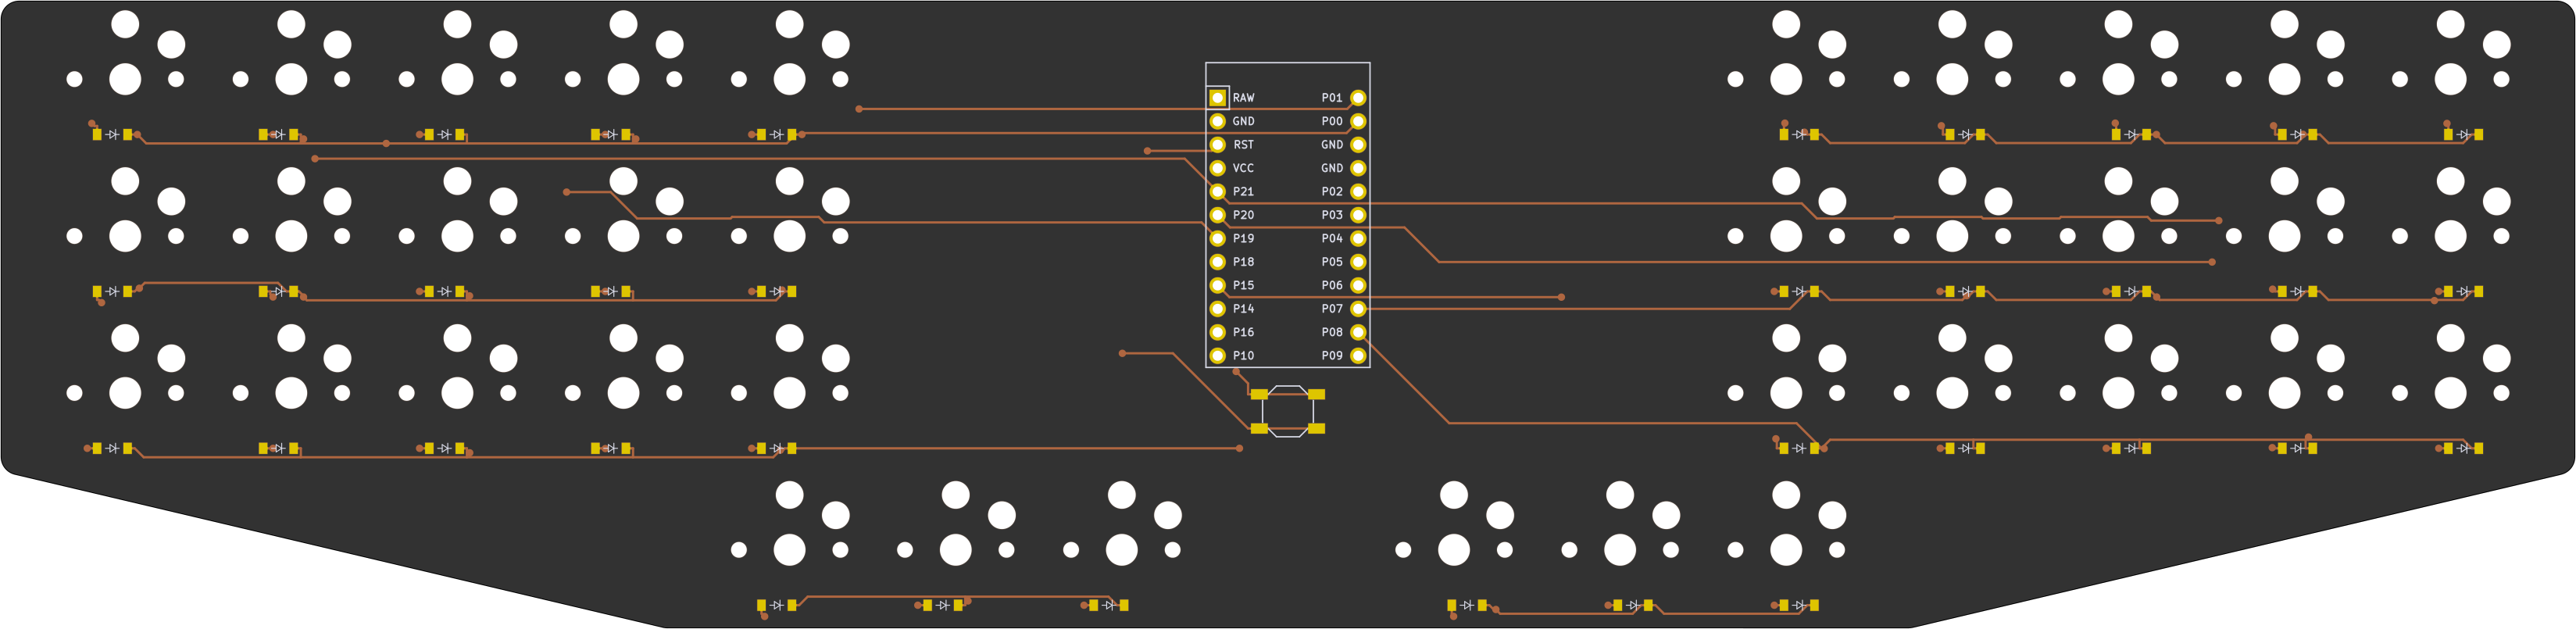 RAW P01
GND P00
RST GND
VCC GND
P21 P02
P20 P03
P19 P04
P18 P05
P15 P06
P14 P07
P16 P08
P10 P09